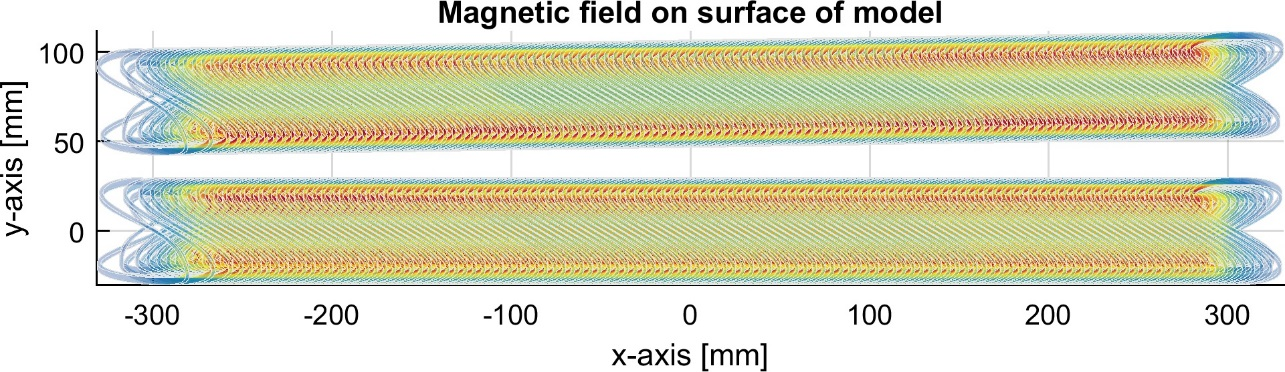 Magnetic field on surface of model
100
50
0
y-axis [mm]
-300 -200 -100 0 100 200 300
x-axis [mm]